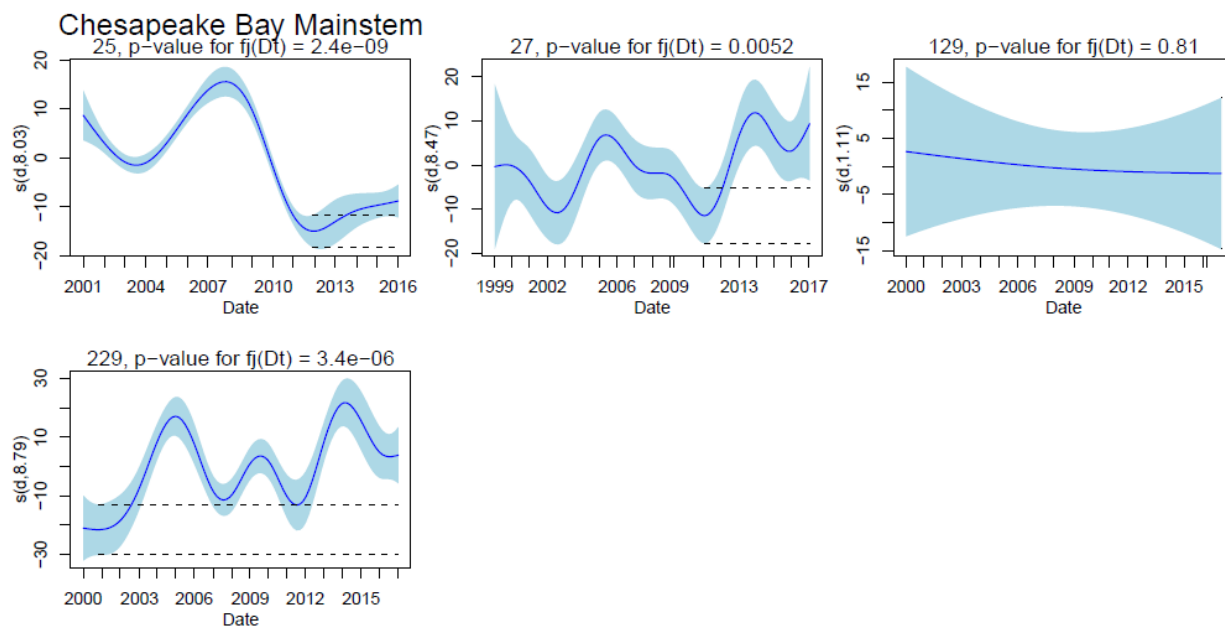 Chesapeake Bay Mainstem
25, p−value for fj(Dt) = 2.4e−09
s(d,8.03)
20
10
0
−10
−20
2001 2004 2007 2010 2013 2016
Date
27, p−value for fj(Dt) = 0.0052
s(d,8.47)
20
10
0
−10
−20
1999 2002 2006 2009 2013 2017
Date
129, p−value for fj(Dt) = 0.81
s(d,1.11)
15
5
−5
−15
2000 2003 2006 2009 2012 2015
Date
229, p−value for fj(Dt) = 3.4e−06
s(d,8.79)
30
10
−10
−30
2000 2003 2006 2009 2012 2015
Date